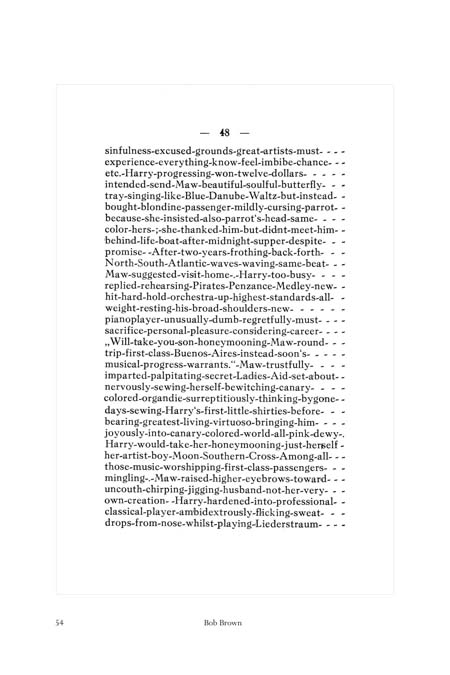 — 48 —
sinfulness-excused-grounds-great-artists-must- - - -
experience-everything-know-feel-imbibe-chance- - -
etc.-Harry-progressing-won-twelve-dollars- - - - -
intended-send-Maw-beautiful-soulful-butterfly- - -
tray-singing-like-Blue-Danube-Waltz-but-instead- -
bought-blondine-passenger-mildly-cursing-parrot- -
because-she-insisted-also-parrot's-head-same- - - -
color-hers-;-she-thanked-him-but-didnt-meet-him- -
behind-life-boat-after-midnight-supper-despite- - -
promise- -After-two-years-frothing-back-forth- - -
North-South-Atlantic-waves-waving-same-beat- - -
Maw-suggested-visit-home-.-Harry-too-busy- - - -
replied-rehearsing-Pirates-Penzance-Medley-new- -
hit-hard-hold-orchestra-up-highest-standards-all- -
weight-resting-his-broad-shoulders-new- - - - - -
pianoplayer-unusually-dumb-regretfully-must- - - -
sacrifice-personal-pleasure-considering-career- - - -
„Will-take-you-son-honeymooning-Maw-round- - -
trip-first-class-Buenos-Aires-instead-soon's- - - - -
musical-progress-warrants."-Maw-trustfully- - - -
imparted-palpitating-secret-Ladies-Aid-set-about- -
nervously-sewing-herself-bewitching-canary- - - -
colored-organdie-surreptitiously-thinking-bygone- -
days-sewing-Harry's-first-little-shirties-before- - -
bearing-greatest-living-virtuoso-bringing-him- - - -
joyously-into-canary-colored-world-all-pink-dewy-.
Harry-would-take-her-honeymooning-just-herself -
her-artist-boy-Moon-Southern-Cross-Among-all- - -
those-music-worshipping-first-class-passengers- - -
mingling-.-Maw-raised-higher-eyebrows-toward- - -
uncouth-chirping-jigging-husband-not-her-very- - -
own-creation- -Harry-hardened-into-professional- -
classical-player-ambidextrously-flicking-sweat- - -
drops-from-nose-whilst-playing-Liederstraum- - - -
54 Bob Brown